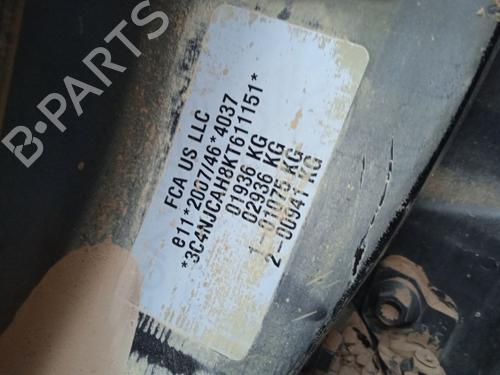 B-PARTS
FCA US LLC
e11*2007/46*4037
*3C4NJCAH8KT611151*
01936 KG
02936 KG
1-01075 KG
2-00941 KG